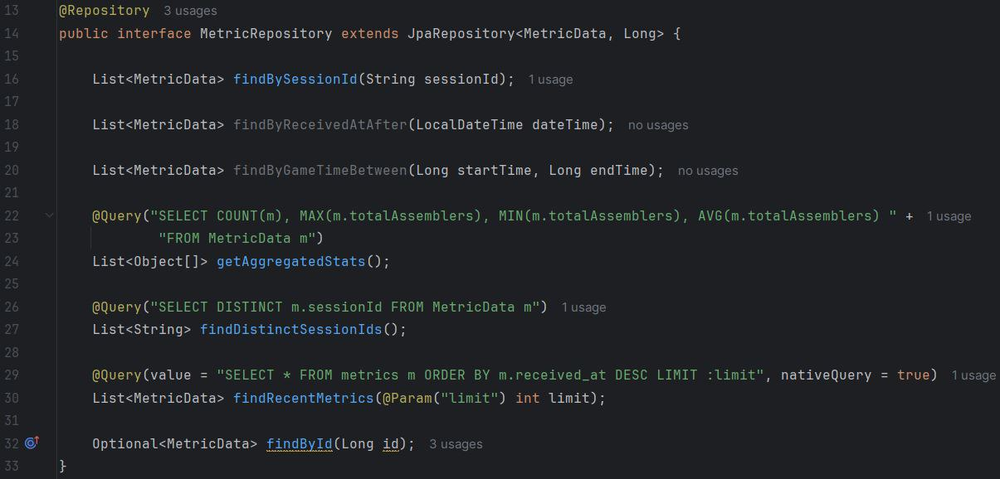 13 @Repository 3 usages
14 public interface MetricRepository extends JpaRepository<MetricData, Long> {
15
16 List<MetricData> findBySessionId(String sessionId); 1 usage
17
18 List<MetricData> findByReceivedAtAfter(LocalDateTime dateTime); no usages
19
20 List<MetricData> findByGameTimeBetween(Long startTime, Long endTime); no usages
21
22 @Query("SELECT COUNT(m), MAX(m.totalAssemblers), MIN(m.totalAssemblers), AVG(m.totalAssemblers) " + 1 usage
23 "FROM MetricData m")
24 List<Object[]> getAggregatedStats();
25
26 @Query("SELECT DISTINCT m.sessionId FROM MetricData m") 1 usage
27 List<String> findDistinctSessionIds();
28
29 @Query(value = "SELECT * FROM metrics m ORDER BY m.received_at DESC LIMIT :limit", nativeQuery = true) 1 usage
30 List<MetricData> findRecentMetrics(@Param("limit") int limit);
31
32 Optional<MetricData> findById(Long id); 3 usages
33 }